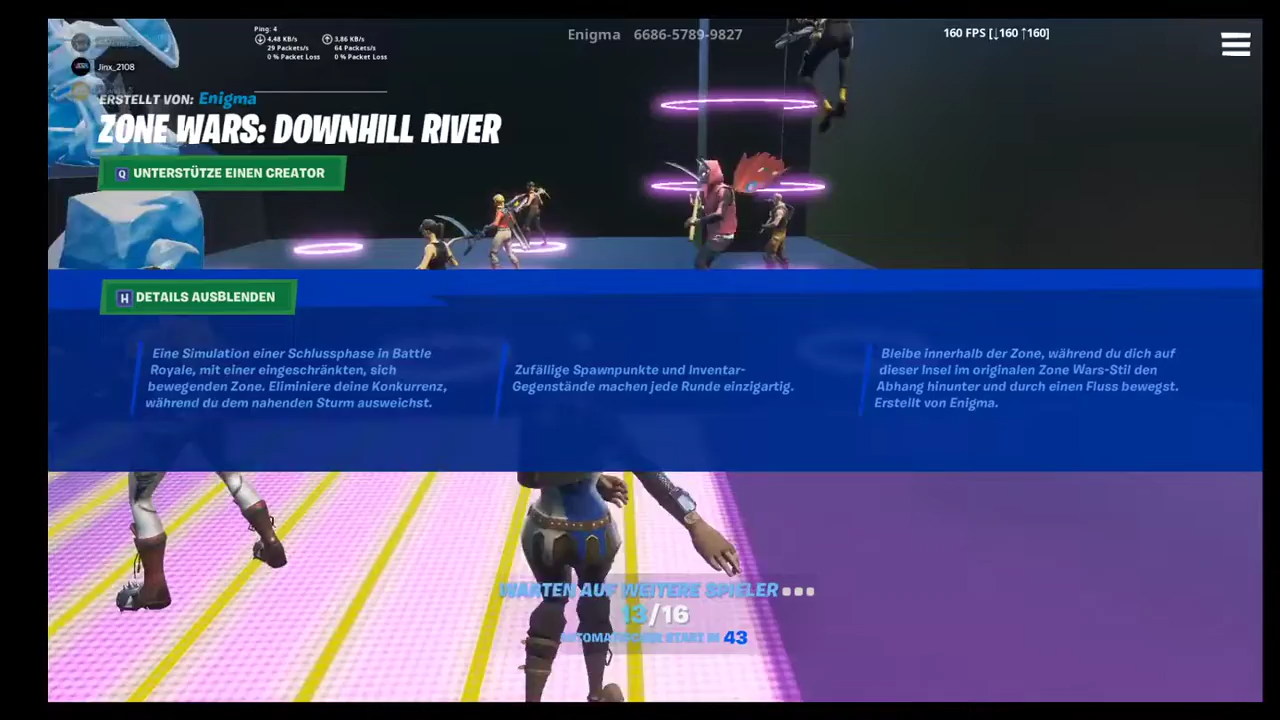 Ping: 4
4,48 KB/s 3,86 KB/s
29 Packets/s 64 Packets/s
0 % Packet Loss 0 % Packet Loss
Enigma 6686-5789-9827
160 FPS [↓160 ↑160]
Jinx_2108
ERSTELLT VON: Enigma
ZONE WARS: DOWNHILL RIVER
Q UNTERSTÜTZE EINEN CREATOR
H DETAILS AUSBLENDEN
Eine Simulation einer Schlussphase in Battle
Royale, mit einer eingeschränkten, sich
bewegenden Zone. Eliminiere deine Konkurrenz,
während du dem nahenden Sturm ausweichst.
Zufällige Spawnpunkte und Inventar-
Gegenstände machen jede Runde einzigartig.
Bleibe innerhalb der Zone, während du dich auf
dieser Insel im originalen Zone Wars-Stil den
Abhang hinunter und durch einen Fluss bewegst.
Erstellt von Enigma.
WARTEN AUF WEITERE SPIELER
13/16
AUTOMATISCHER START IN 43